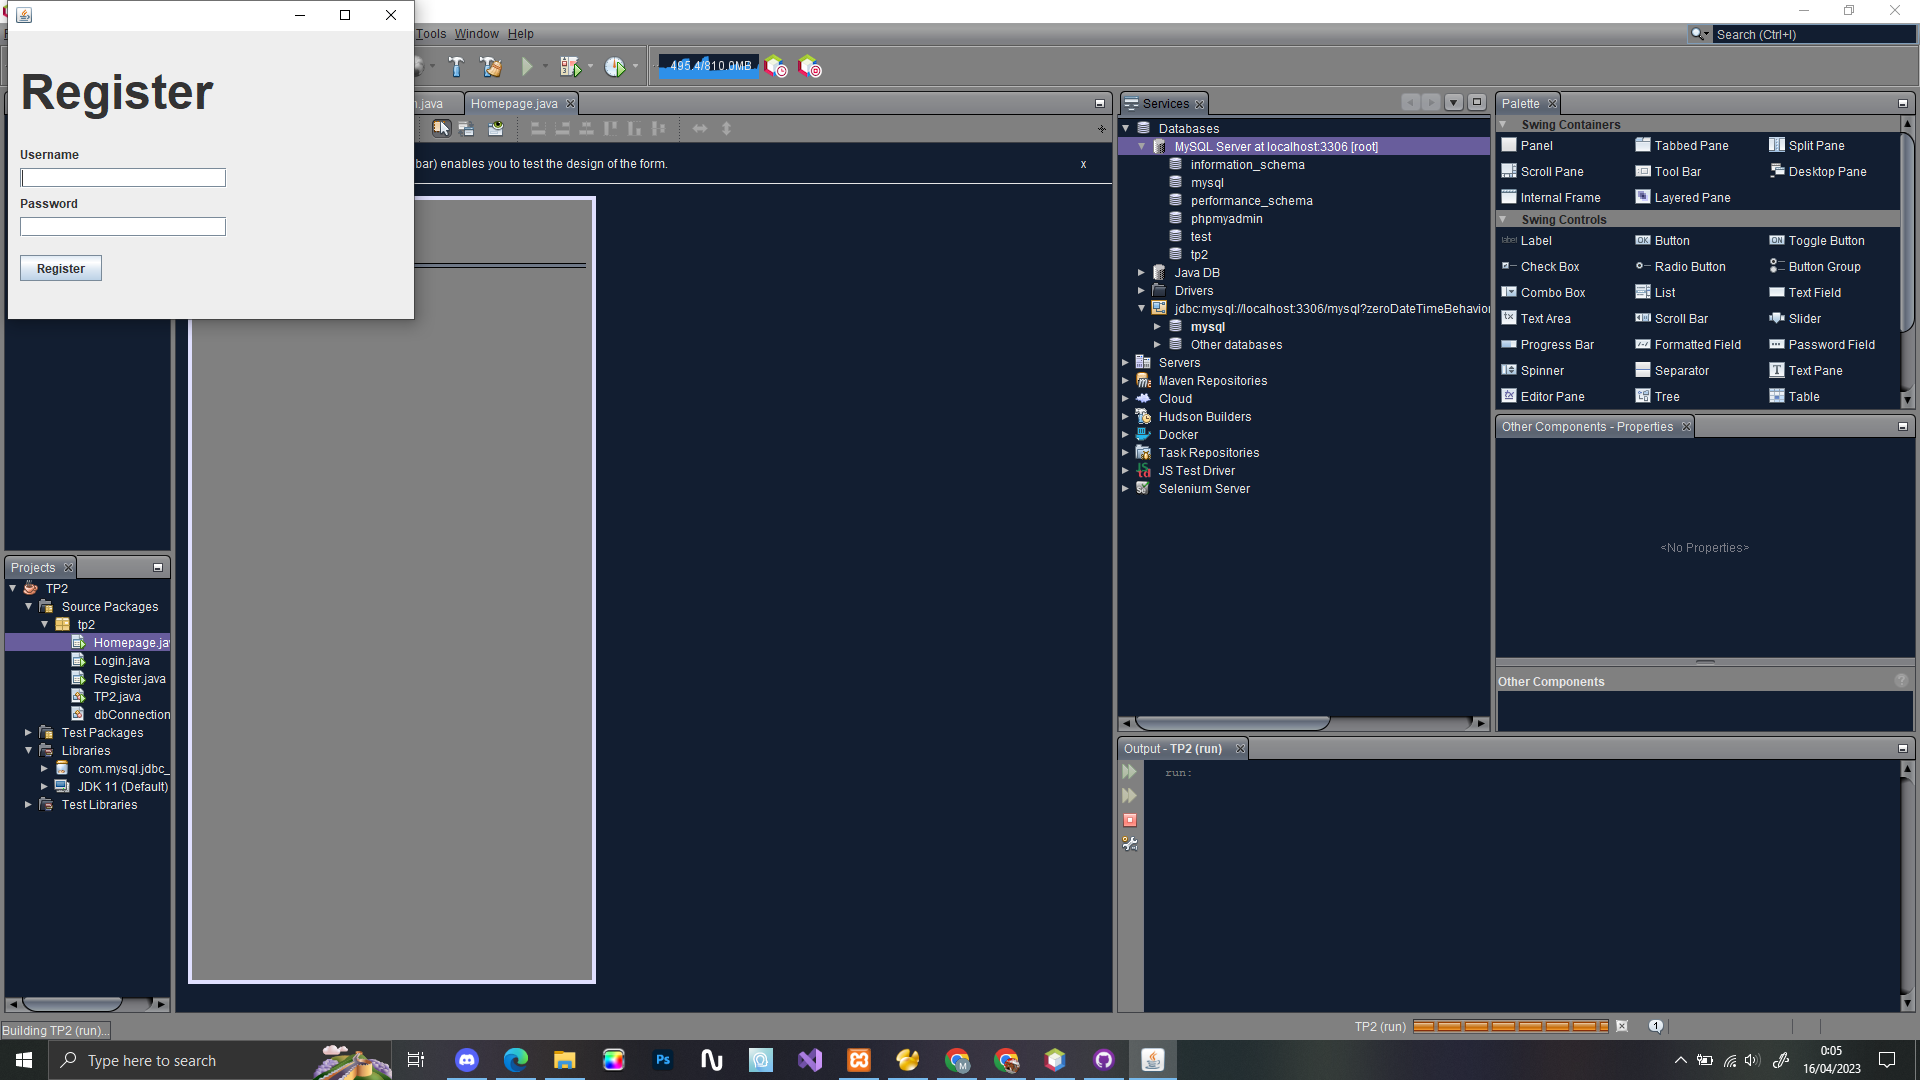 Register
Username
Password
Register
Tools Window Help
Search (Ctrl+I)
495.4/810.0MB
n.java
Homepage.java
bar) enables you to test the design of the form.
x
Services
Databases
MySQL Server at localhost:3306 [root]
information_schema
mysql
performance_schema
phpmyadmin
test
tp2
Java DB
Drivers
jdbc:mysql://localhost:3306/mysql?zeroDateTimeBehavior
mysql
Other databases
Servers
Maven Repositories
Cloud
Hudson Builders
Docker
Task Repositories
JS Test Driver
Selenium Server
Palette
Swing Containers
Panel Tabbed Pane Split Pane
Scroll Pane Tool Bar Desktop Pane
Internal Frame Layered Pane
Swing Controls
label Label OK Button ON Toggle Button
Check Box Radio Button Button Group
Combo Box List Text Field
Text Area Scroll Bar Slider
Progress Bar Formatted Field Password Field
Spinner Separator Text Pane
Editor Pane Tree Table
Other Components - Properties
<No Properties>
Other Components
Projects
TP2
Source Packages
tp2
Homepage.jav
Login.java
Register.java
TP2.java
dbConnection
Test Packages
Libraries
com.mysql.jdbc_
JDK 11 (Default)
Test Libraries
Output - TP2 (run)
run:
Building TP2 (run)...
TP2 (run)
1
Type here to search
Ps
M
0:05
16/04/2023